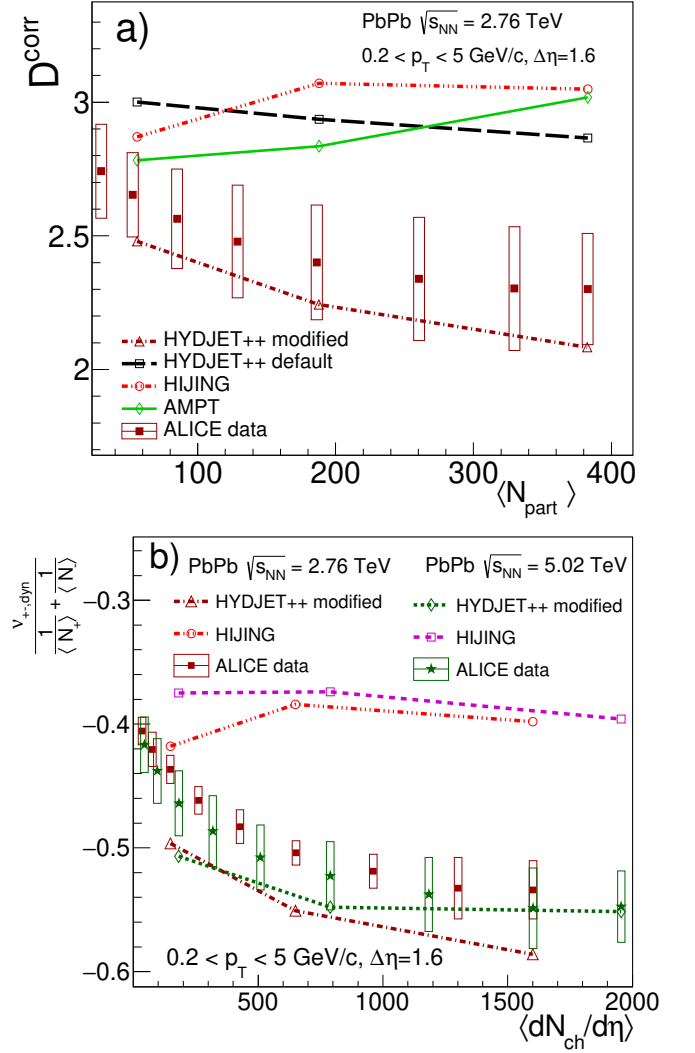 a)
PbPb √s_NN = 2.76 TeV
0.2 < p_T < 5 GeV/c, Δη=1.6
D^corr
3
2.5
2
HYDJET++ modified
HYDJET++ default
HIJING
AMPT
ALICE data
100 200 300 400
⟨N_part⟩
b)
PbPb √s_NN = 2.76 TeV
PbPb √s_NN = 5.02 TeV
HYDJET++ modified
HIJING
ALICE data
HYDJET++ modified
HIJING
ALICE data
ν_+-,dyn
1/⟨N_+⟩ + 1/⟨N_-⟩
−0.3
−0.4
−0.5
−0.6
0.2 < p_T < 5 GeV/c, Δη=1.6
500 1000 1500 2000
⟨dN_ch/dη⟩